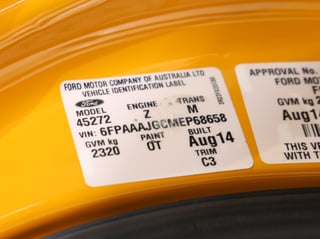 FORD MOTOR COMPANY OF AUSTRALIA LTD
VEHICLE IDENTIFICATION LABEL
Ford
MODEL ENGINE TRANS
45272 Z M
VIN: 6FPAAAJGCMEP68658
GVM kg PAINT BUILT
2320 OT Aug14
TRIM
C3
APPROVAL No.
FORD MO
GVM kg
Aug1
THIS VE
WITH T